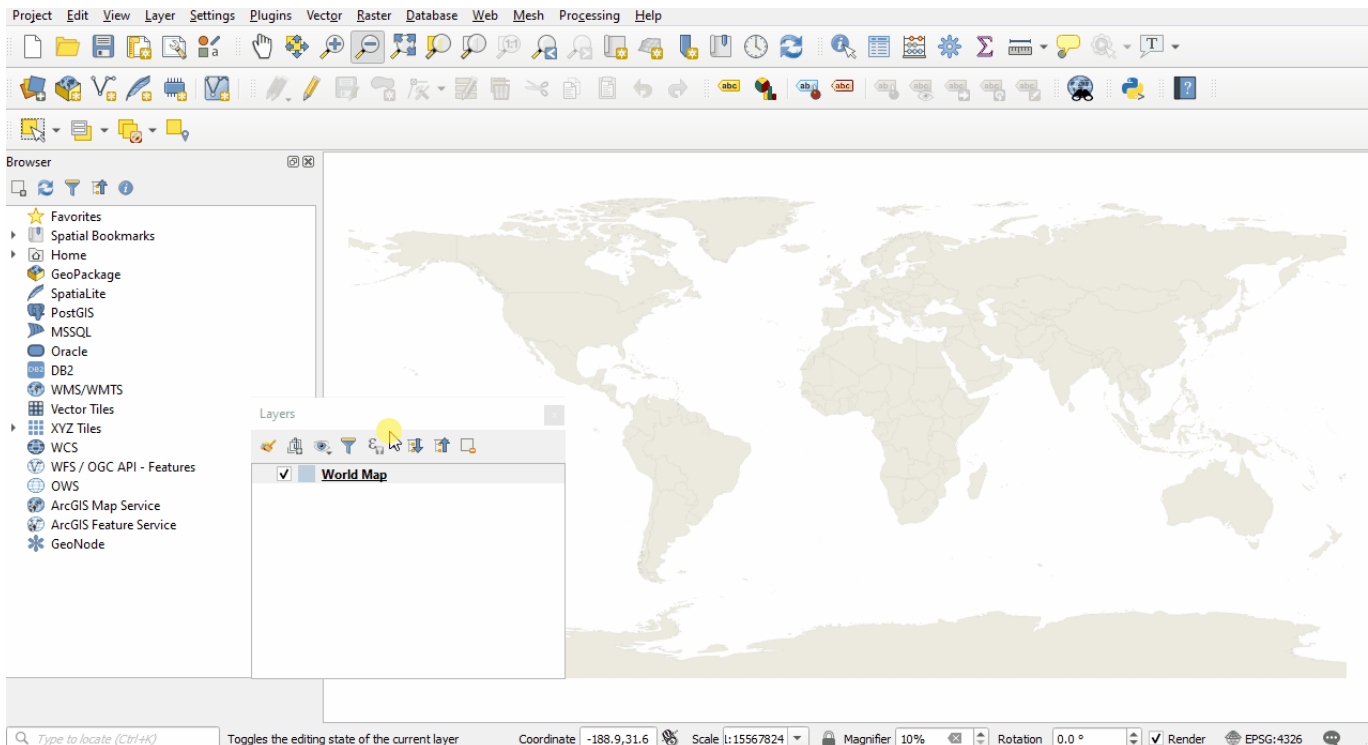 Project Edit View Layer Settings Plugins Vector Raster Database Web Mesh Processing Help
Browser
Favorites
Spatial Bookmarks
Home
GeoPackage
SpatiaLite
PostGIS
MSSQL
Oracle
DB2
WMS/WMTS
Vector Tiles
XYZ Tiles
WCS
WFS / OGC API - Features
OWS
ArcGIS Map Service
ArcGIS Feature Service
GeoNode
Layers
World Map
Type to locate (Ctrl+K) Toggles the editing state of the current layer Coordinate -188.9,31.6 Scale 1:15567824 Magnifier 10% Rotation 0.0 ° Render EPSG:4326